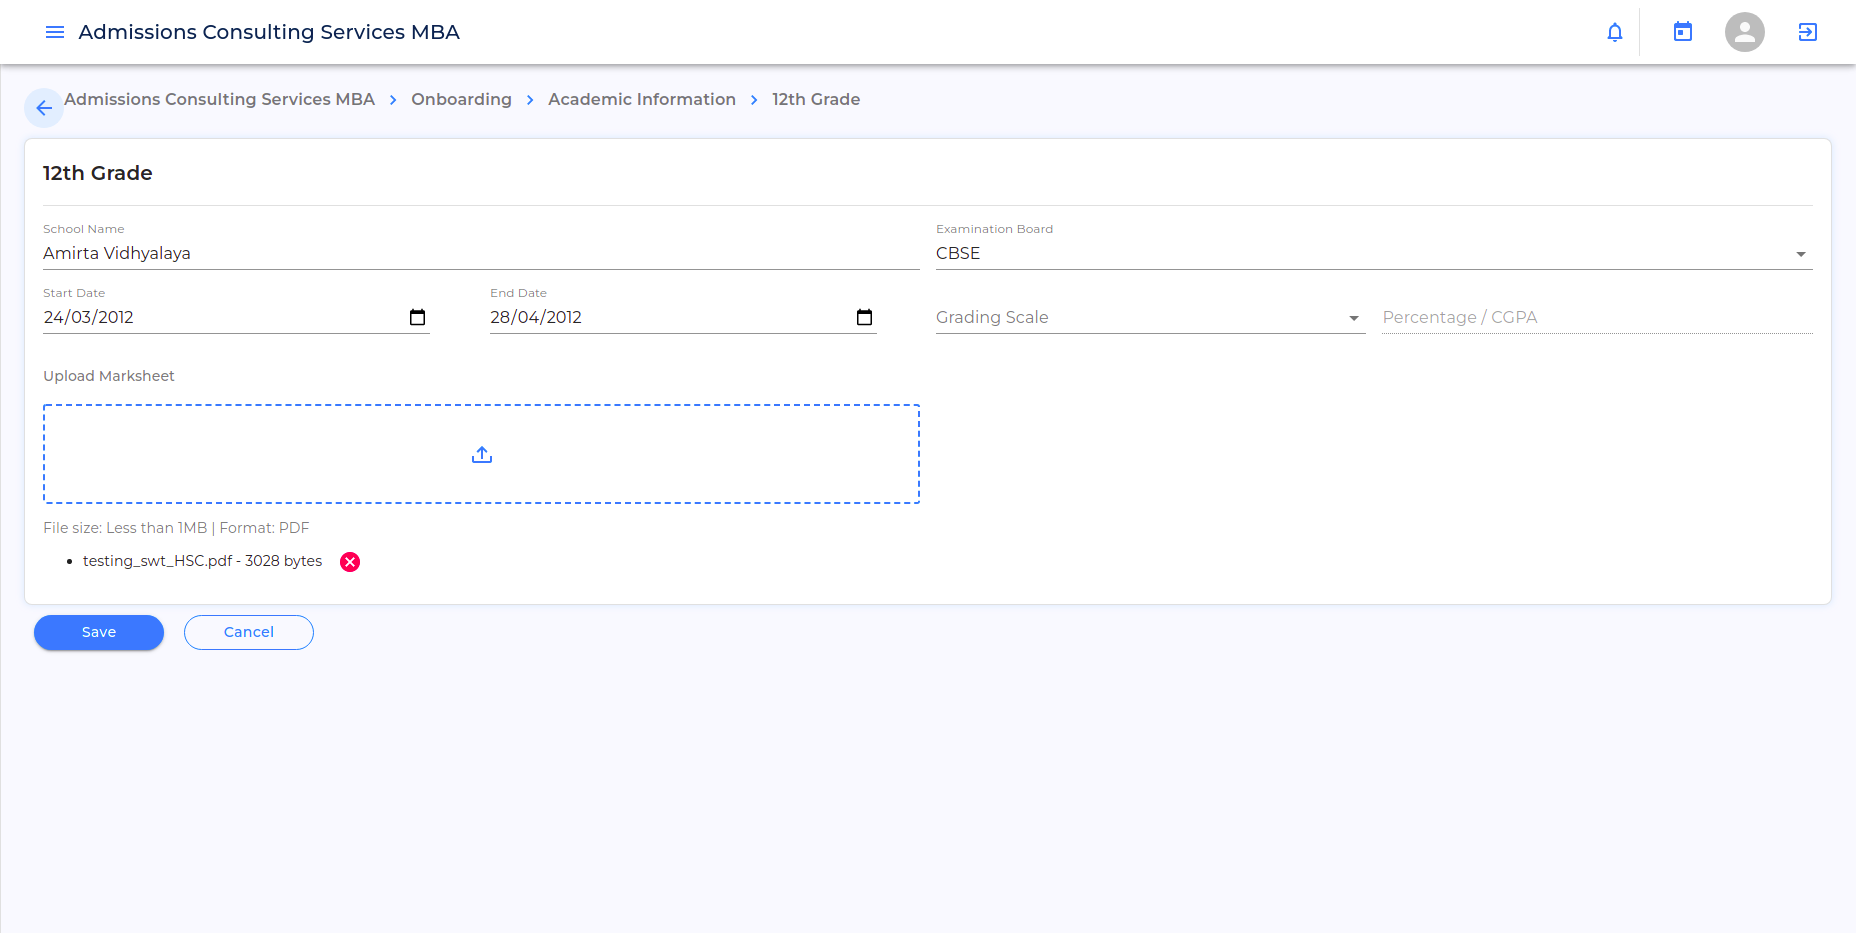 Admissions Consulting Services MBA
Admissions Consulting Services MBA > Onboarding > Academic Information > 12th Grade
12th Grade
School Name
Amirta Vidhyalaya
Examination Board
CBSE
Start Date
24/03/2012
End Date
28/04/2012
Grading Scale
Percentage / CGPA
Upload Marksheet
File size: Less than 1MB | Format: PDF
• testing_swt_HSC.pdf - 3028 bytes
Save
Cancel